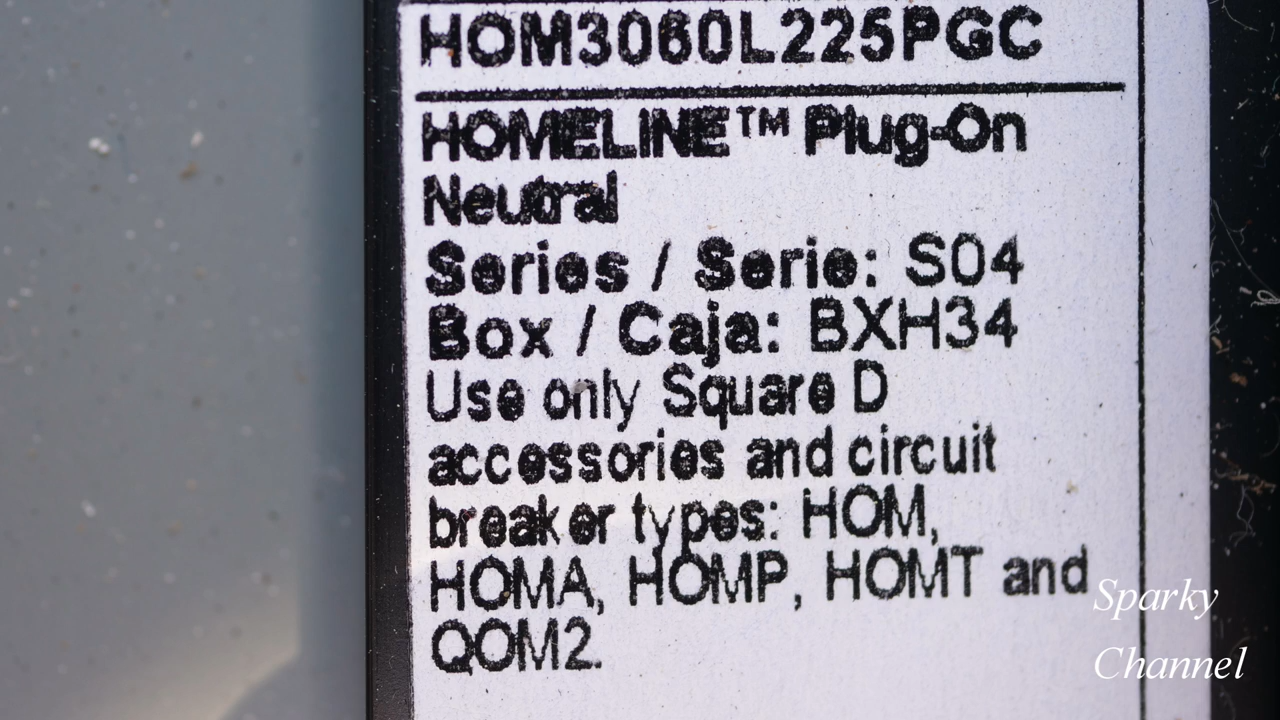 HOM3060L225PGC
HOMELINE™ Plug-On
Neutral
Series / Serie: S04
Box / Caja: BXH34
Use only Square D
accessories and circuit
breaker types: HOM,
HOMA, HOMP, HOMT and
QOM2.
Sparky
Channel